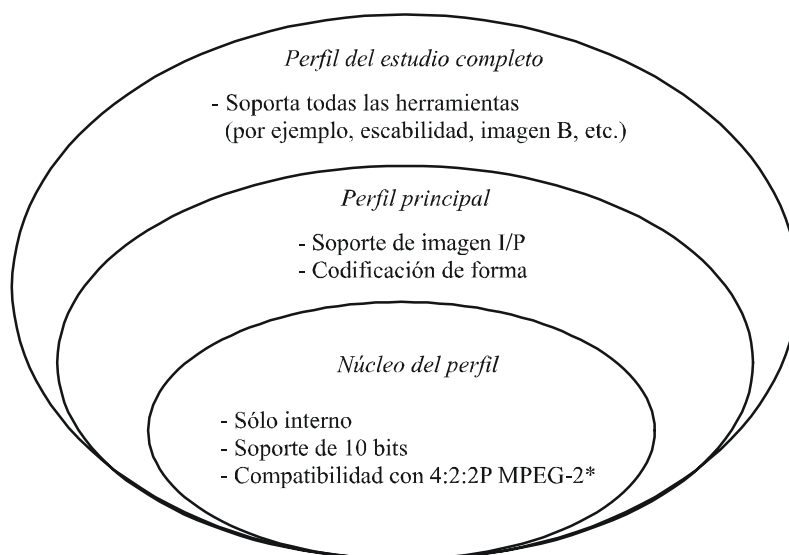 Perfil del estudio completo
- Soporta todas las herramientas
(por ejemplo, escabilidad, imagen B, etc.)
Perfil principal
- Soporte de imagen I/P
- Codificación de forma
Núcleo del perfil
- Sólo interno
- Soporte de 10 bits
- Compatibilidad con 4:2:2P MPEG-2*